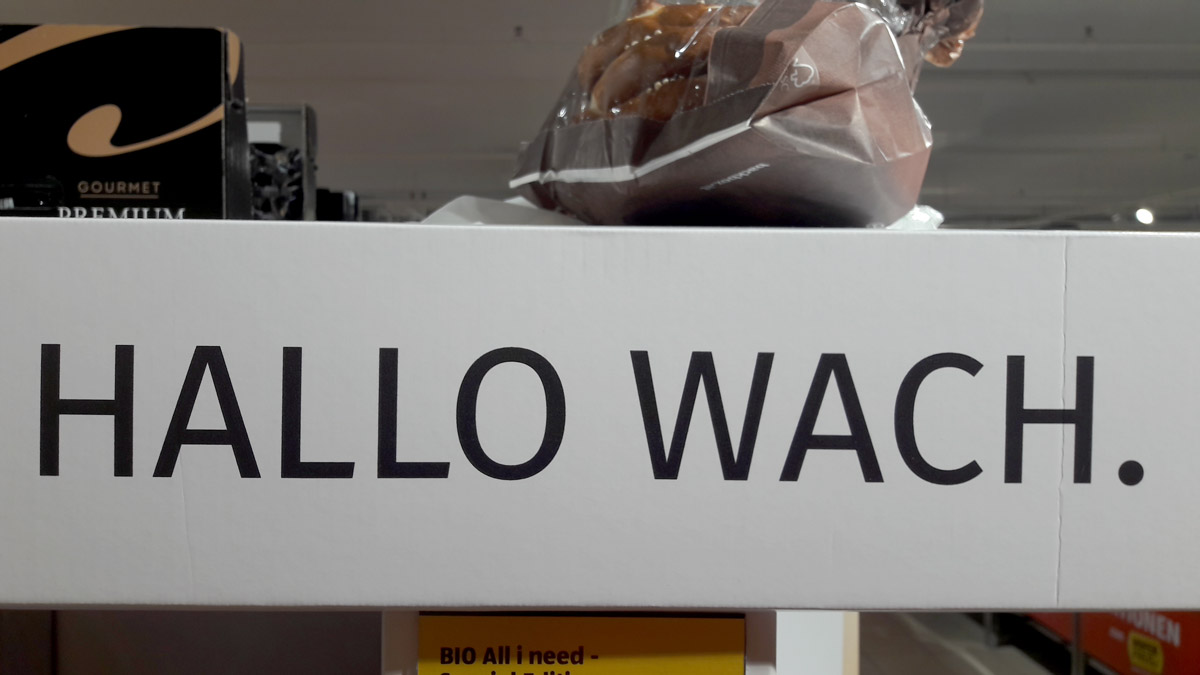 GOURMET
PREMIUM
HALLO WACH.
BIO All i need -